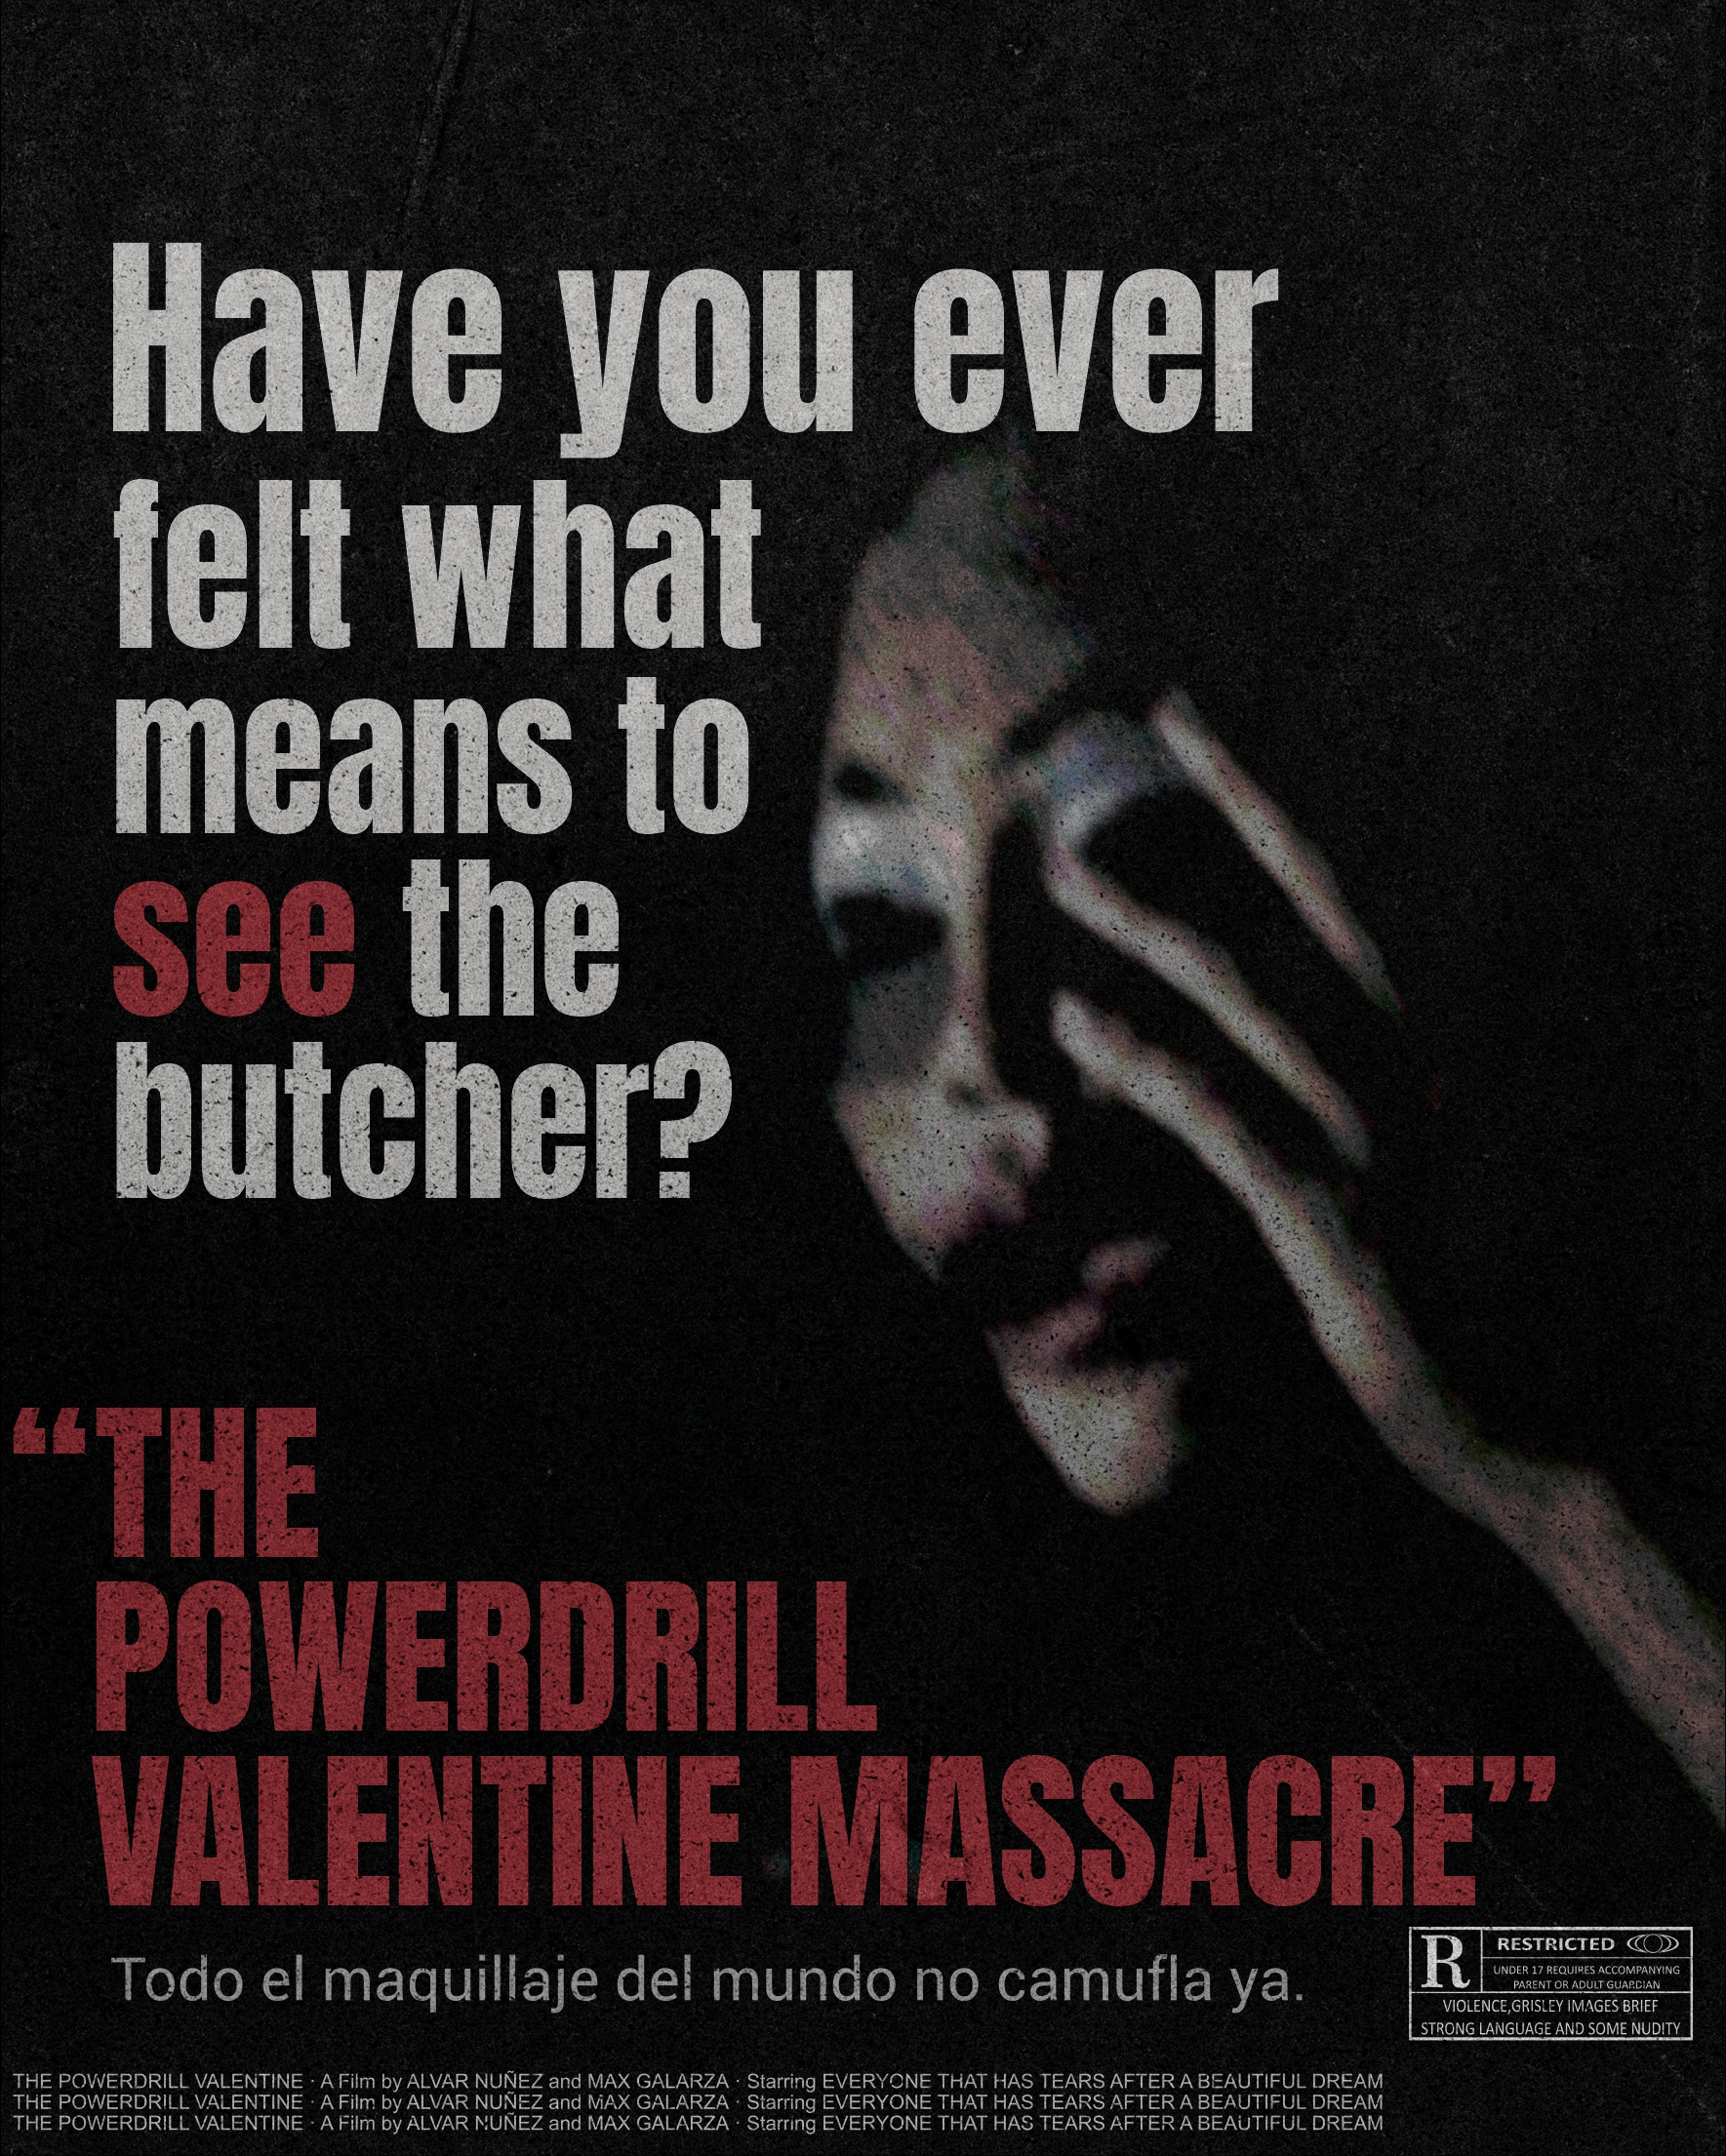 Have you ever
felt what
means to
see the
butcher?
“THE
POWERDRILL
VALENTINE MASSACRE”
Todo el maquillaje del mundo no camufla ya.
R
RESTRICTED
UNDER 17 REQUIRES ACCOMPANYING
PARENT OR ADULT GUARDIAN
VIOLENCE,GRISLEY IMAGES BRIEF
STRONG LANGUAGE AND SOME NUDITY
THE POWERDRILL VALENTINE · A Film by ALVAR NUÑEZ and MAX GALARZA · Starring EVERYONE THAT HAS TEARS AFTER A BEAUTIFUL DREAM
THE POWERDRILL VALENTINE · A Film by ALVAR NUÑEZ and MAX GALARZA · Starring EVERYONE THAT HAS TEARS AFTER A BEAUTIFUL DREAM
THE POWERDRILL VALENTINE · A Film by ALVAR NUÑEZ and MAX GALARZA · Starring EVERYONE THAT HAS TEARS AFTER A BEAUTIFUL DREAM